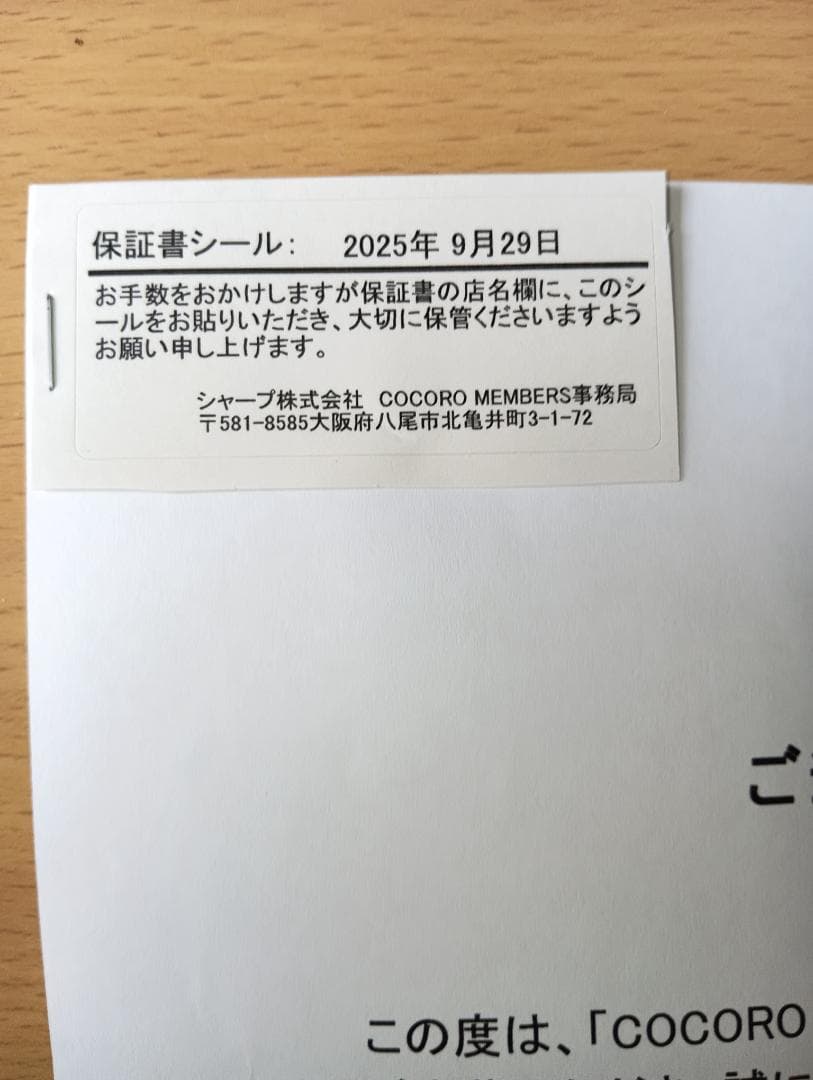 保証書シール： 2025年 9月29日
お手数をおかけしますが保証書の店名欄に、このシ
ールをお貼りいただき、大切に保管くださいますよう
お願い申し上げます。
シャープ株式会社 COCORO MEMBERS事務局
〒581-8585大阪府八尾市北亀井町3-1-72
ご
この度は、「COCORO